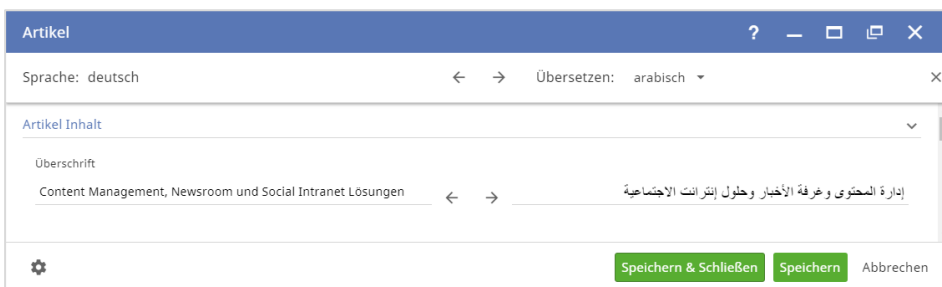 Artikel ?
Sprache: deutsch Übersetzen: arabisch
Artikel Inhalt
Überschrift
Content Management, Newsroom und Social Intranet Lösungen إدارة المحتوى وغرفة الأخبار وحلول إنترانت الاجتماعية
Speichern & Schließen Speichern Abbrechen